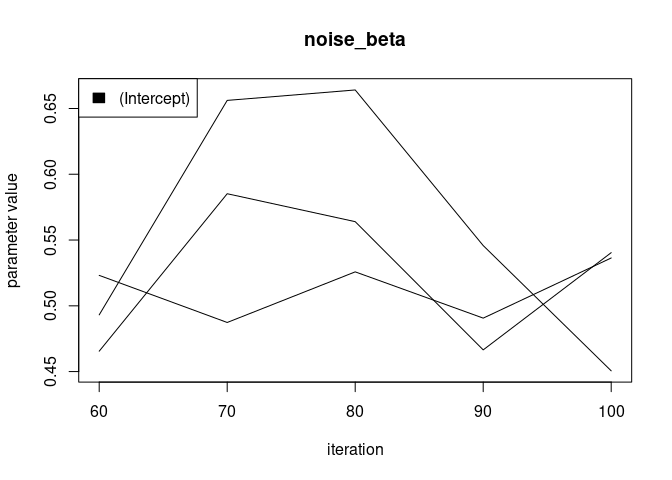 noise_beta
(Intercept)
parameter value
0.65
0.60
0.55
0.50
0.45
60 70 80 90 100
iteration